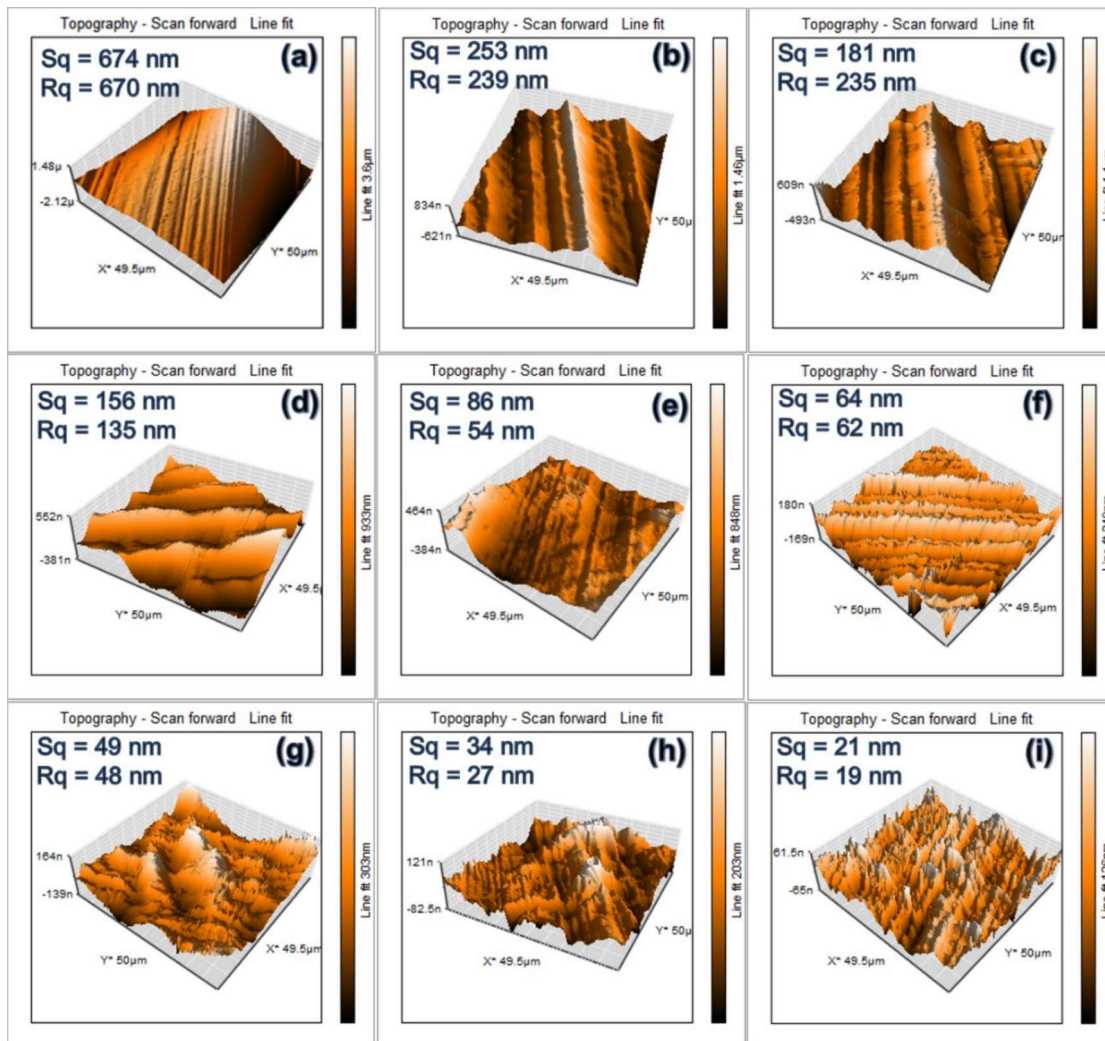 Topography - Scan forward Line fit
Sq = 674 nm
Rq = 670 nm
(a)
1.48µ
-2.12µ
X* 49.5µm
Y* 50µm
Line fit 3.6µm
Topography - Scan forward Line fit
Sq = 253 nm
Rq = 239 nm
(b)
834n
-621n
X* 49.5µm
Y* 50µ
Line fit 1.46µm
Topography - Scan forward Line fit
Sq = 181 nm
Rq = 235 nm
(c)
609n
-493n
X* 49.5µm
Y* 50µm
Line fit
Topography - Scan forward Line fit
Sq = 156 nm
Rq = 135 nm
(d)
552n
-381n
Y* 50µm
X* 49.5µ
Line fit 933nm
Topography - Scan forward Line fit
Sq = 86 nm
Rq = 54 nm
(e)
464n
-384n
X* 49.5µm
Y* 50µm
Line fit 848nm
Topography - Scan forward Line fit
Sq = 64 nm
Rq = 62 nm
(f)
180n
-169n
Y* 50µm
X* 49.5µm
Topography - Scan forward Line fit
Sq = 49 nm
Rq = 48 nm
(g)
164n
-139n
Y* 50µm
X* 49.5µm
Line fit 303nm
Topography - Scan forward Line fit
Sq = 34 nm
Rq = 27 nm
(h)
121n
-82.5n
X* 49.5µm
Y* 50µ
Line fit 203nm
Topography - Scan forward Line fit
Sq = 21 nm
Rq = 19 nm
(i)
61.5n
-65n
X* 49.5µm
Y* 50µm